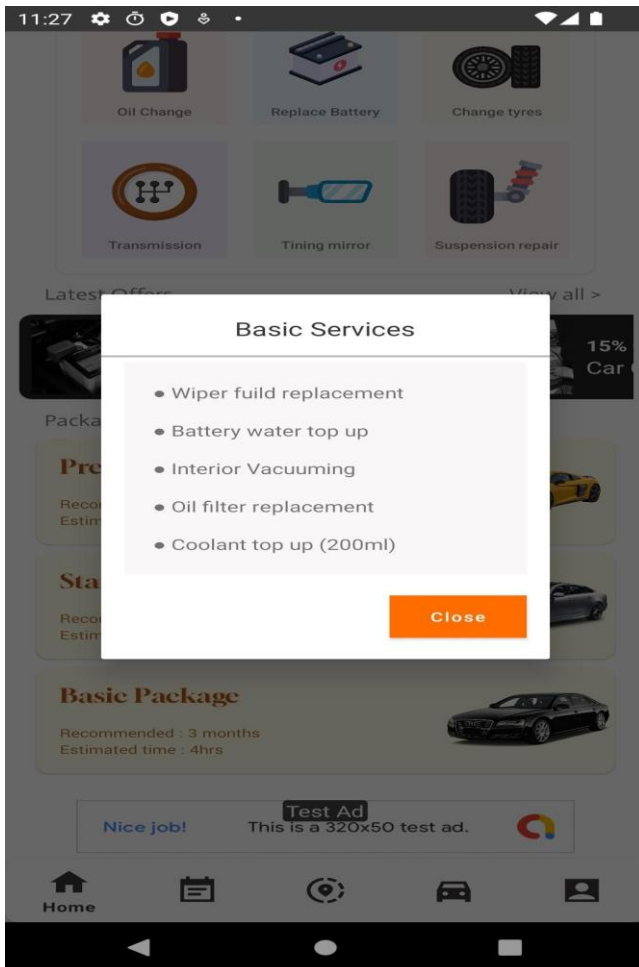 11:27
Oil Change
Replace Battery
Change tyres
Transmission
Tining mirror
Suspension repair
Latest Offers
View all >
Basic Services
15%
Car
• Wiper fuild replacement
Packa
• Battery water top up
Pre
• Interior Vacuuming
Recor
• Oil filter replacement
Estim
• Coolant top up (200ml)
Sta
Close
Recor
Estim
Basic Package
Recommended : 3 months
Estimated time : 4hrs
Test Ad
Nice job!
This is a 320x50 test ad.
Home